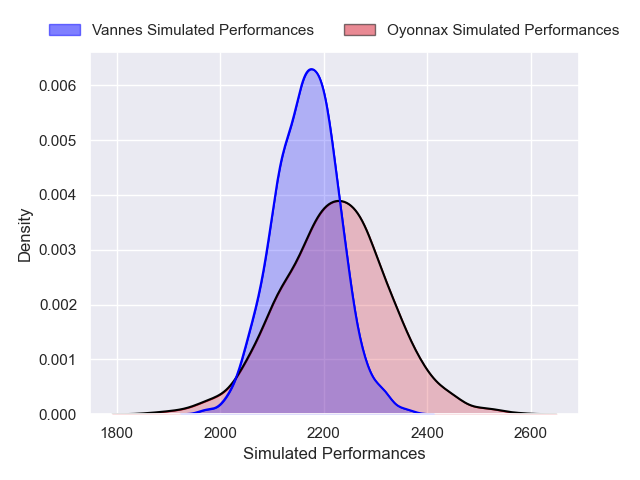 Vannes Simulated Performances
Oyonnax Simulated Performances
0.006
0.005
0.004
0.003
0.002
0.001
0.000
Density
1800 2000 2200 2400 2600
Simulated Performances